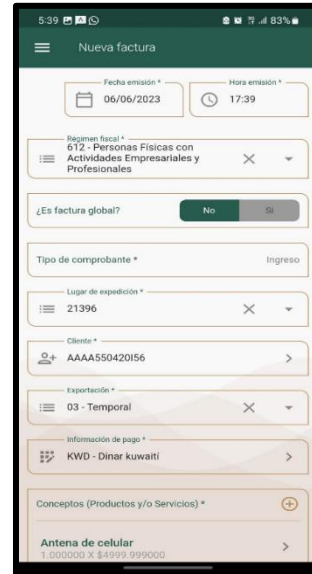 5:39 83%
Nueva factura
Fecha emisión * Hora emisión *
06/06/2023 17:39
Régimen fiscal *
612 - Personas Físicas con
Actividades Empresariales y
Profesionales
¿Es factura global? No Si
Tipo de comprobante * Ingreso
Lugar de expedición *
21396
Cliente *
AAAA550420I56
Exportación *
03 - Temporal
Información de pago *
KWD - Dinar kuwaití
Conceptos (Productos y/o Servicios) *
Antena de celular
1.000000 X $4999.999000